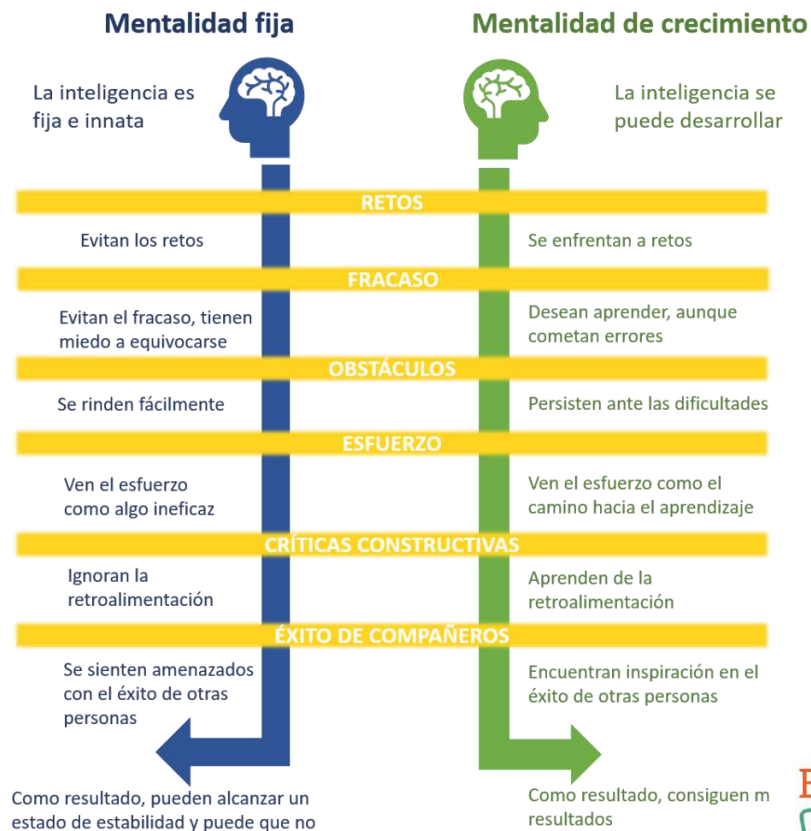 Mentalidad fija
Mentalidad de crecimiento
La inteligencia es
fija e innata
La inteligencia se
puede desarrollar
RETOS
Evitan los retos
Se enfrentan a retos
FRACASO
Evitan el fracaso, tienen
miedo a equivocarse
Desean aprender, aunque
cometan errores
OBSTÁCULOS
Se rinden fácilmente
Persisten ante las dificultades
ESFUERZO
Ven el esfuerzo
como algo ineficaz
Ven el esfuerzo como el
camino hacia el aprendizaje
CRÍTICAS CONSTRUCTIVAS
Ignoran la
retroalimentación
Aprenden de la
retroalimentación
ÉXITO DE COMPAÑEROS
Se sienten amenazados
con el éxito de otras
personas
Encuentran inspiración en el
éxito de otras personas
Como resultado, pueden alcanzar un
estado de estabilidad y puede que no
Como resultado, consiguen m
resultados